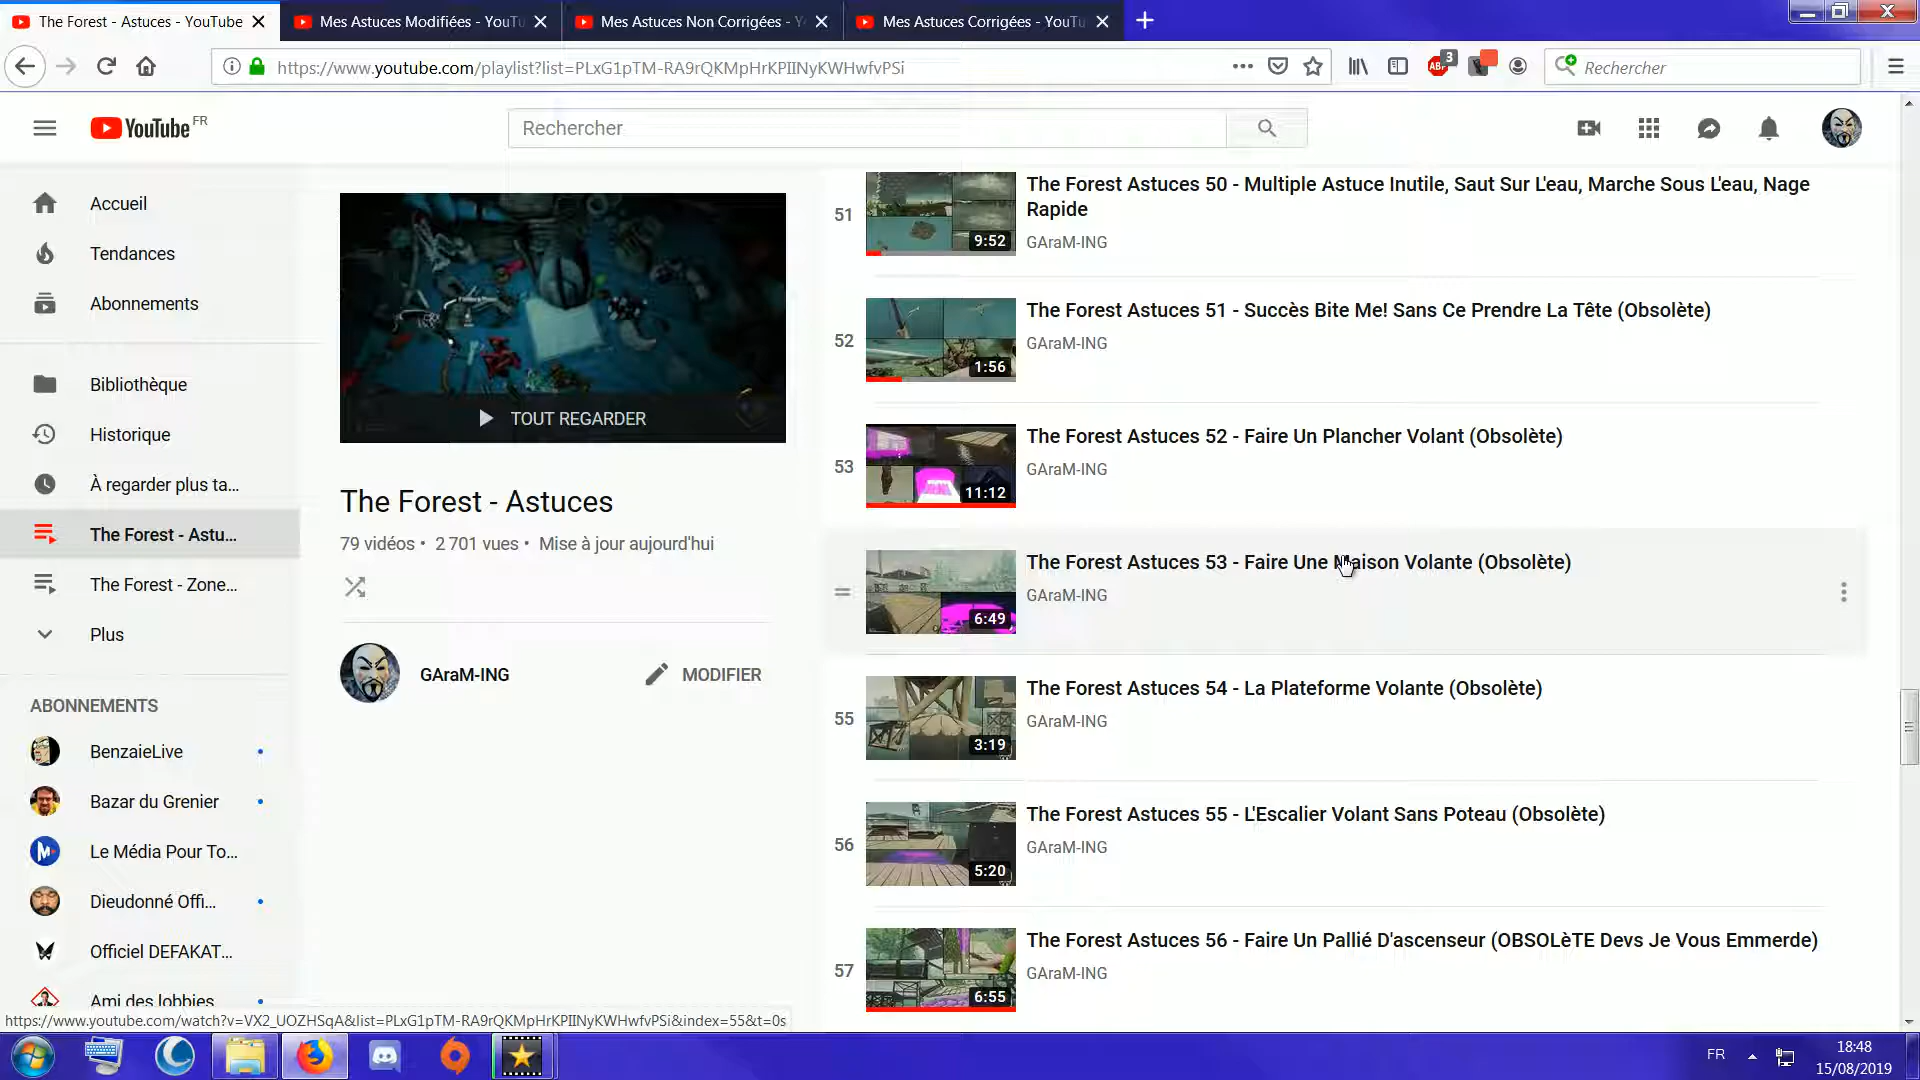 The Forest - Astuces - YouTube
Mes Astuces Modifiées - YouTu
Mes Astuces Non Corrigées - Y
Mes Astuces Corrigées - YouTu
https://www.youtube.com/playlist?list=PLxG1pTM-RA9rQKMpHrKPIINyKWHwfvPSi
ABP
3
Rechercher
YouTube FR
Rechercher
Accueil
Tendances
Abonnements
Bibliothèque
Historique
À regarder plus ta...
The Forest - Astu...
The Forest - Zone...
Plus
ABONNEMENTS
BenzaieLive
Bazar du Grenier
Le Média Pour To...
Dieudonné Offi...
Officiel DEFAKAT...
Ami des lobbies
TOUT REGARDER
The Forest - Astuces
79 vidéos • 2 701 vues • Mise à jour aujourd'hui
GAraM-ING
MODIFIER
51
9:52
The Forest Astuces 50 - Multiple Astuce Inutile, Saut Sur L'eau, Marche Sous L'eau, Nage
Rapide
GAraM-ING
52
1:56
The Forest Astuces 51 - Succès Bite Me! Sans Ce Prendre La Tête (Obsolète)
GAraM-ING
53
11:12
The Forest Astuces 52 - Faire Un Plancher Volant (Obsolète)
GAraM-ING
6:49
The Forest Astuces 53 - Faire Une Maison Volante (Obsolète)
GAraM-ING
55
3:19
The Forest Astuces 54 - La Plateforme Volante (Obsolète)
GAraM-ING
56
5:20
The Forest Astuces 55 - L'Escalier Volant Sans Poteau (Obsolète)
GAraM-ING
57
6:55
The Forest Astuces 56 - Faire Un Pallié D'ascenseur (OBSOLèTE Devs Je Vous Emmerde)
GAraM-ING
https://www.youtube.com/watch?v=VX2_UOZHSqA&list=PLxG1pTM-RA9rQKMpHrKPIINyKWHwfvPSi&index=55&t=0s
FR
18:48
15/08/2019